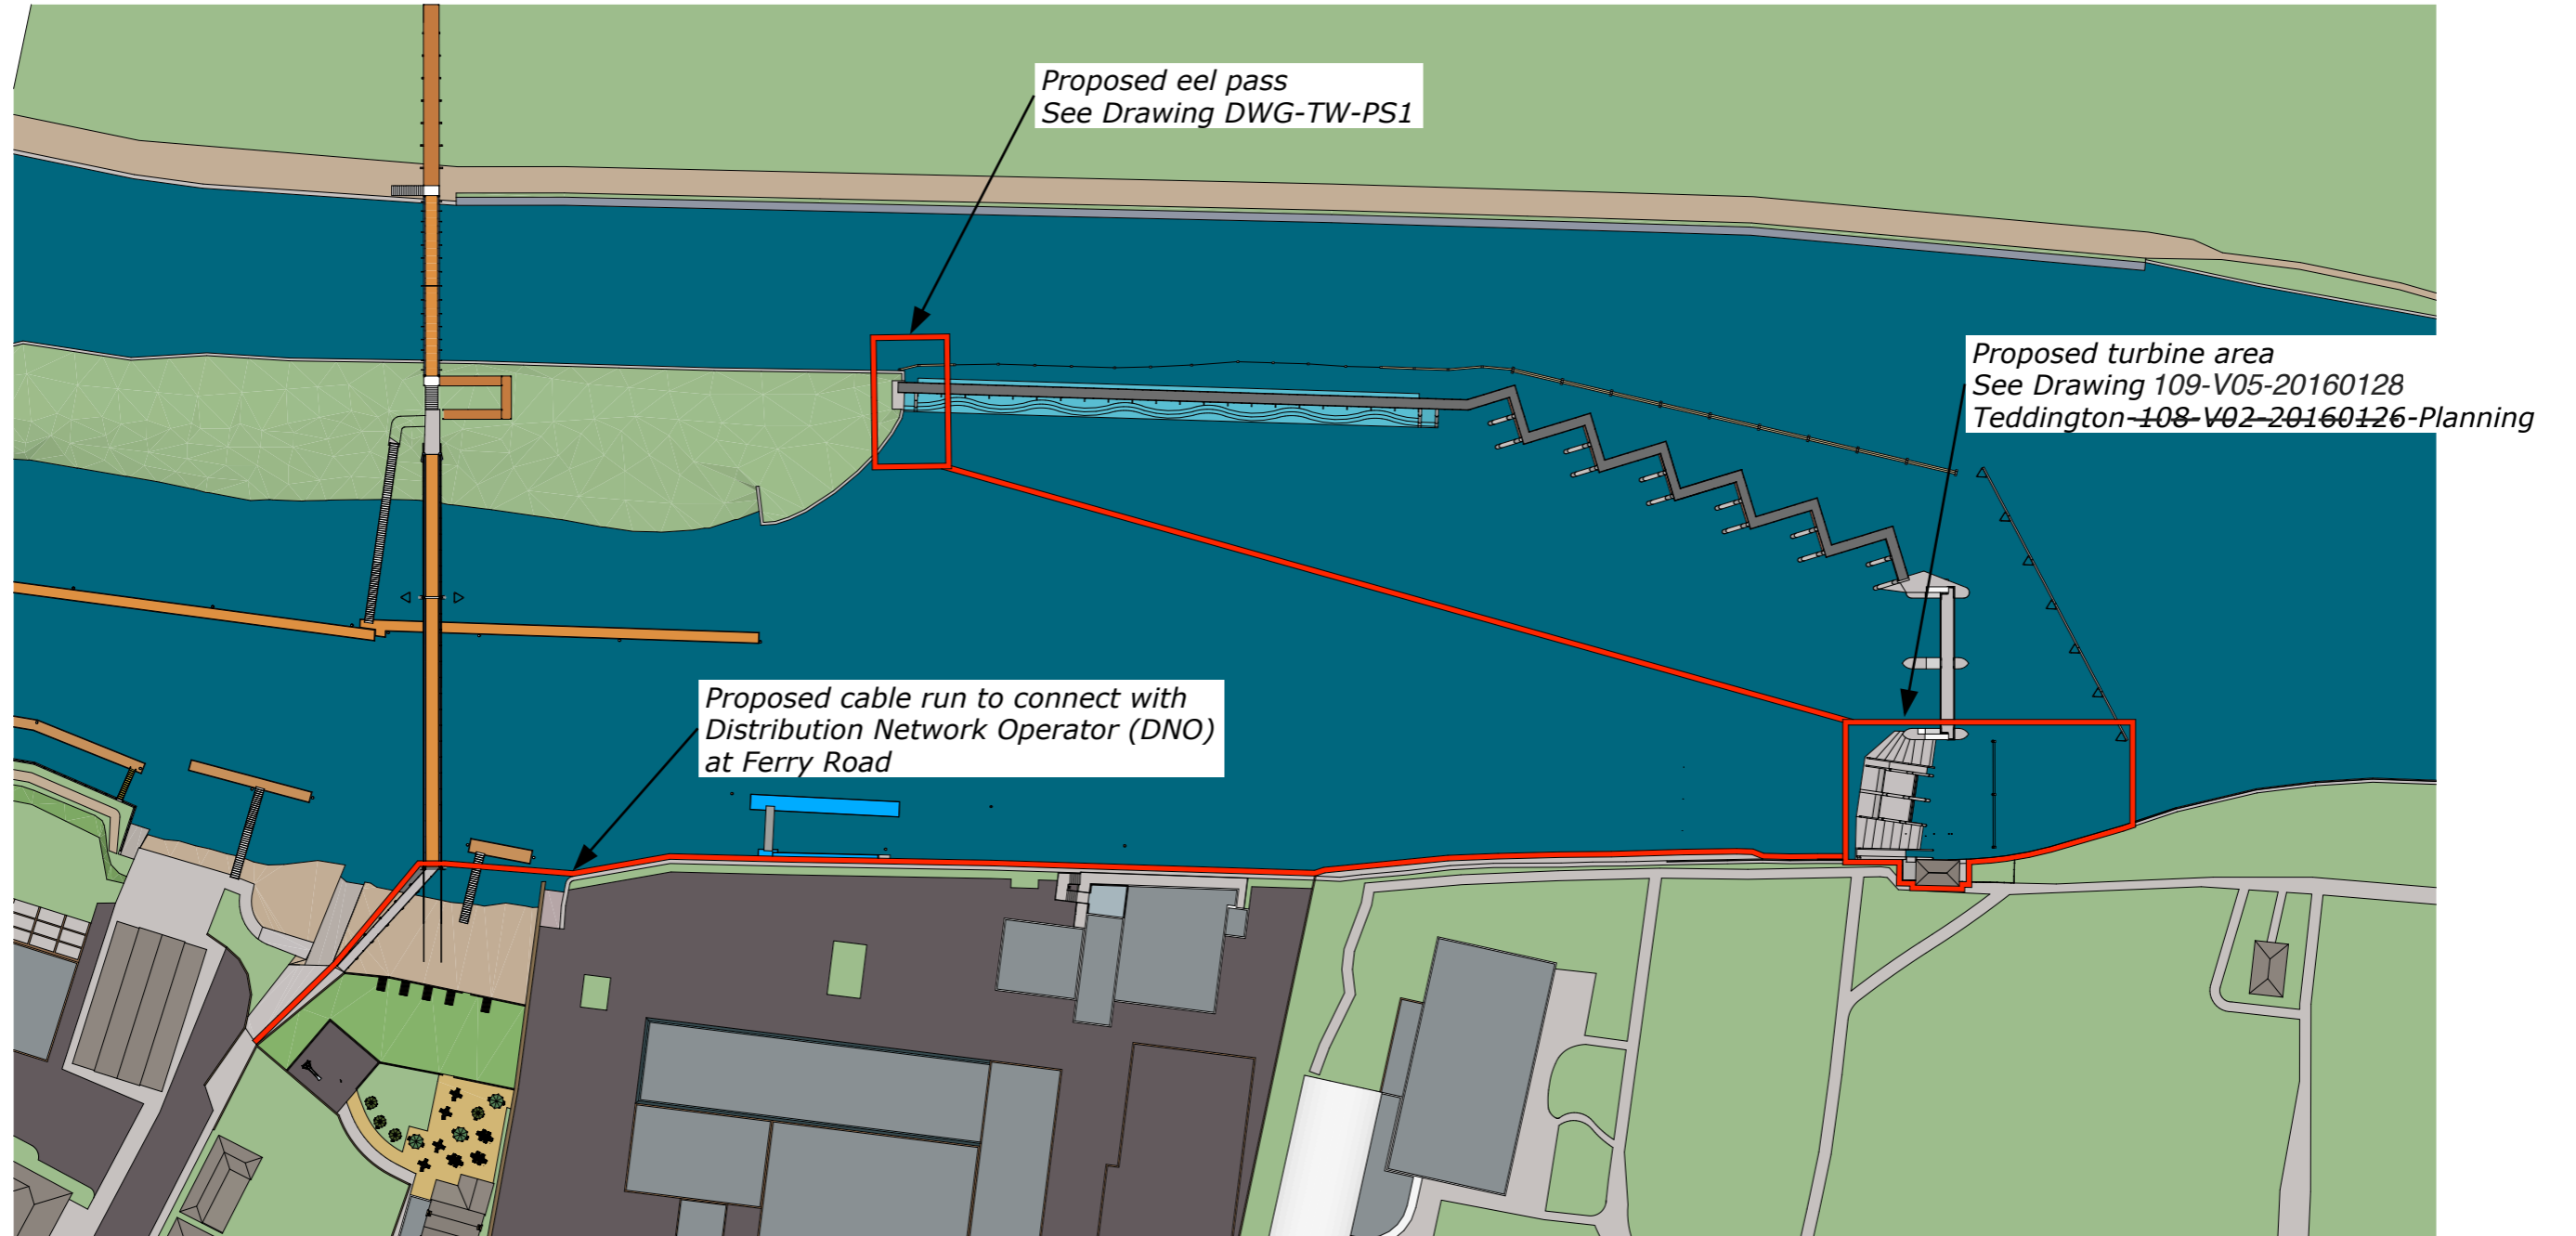 Proposed eel pass
See Drawing DWG-TW-PS1
Proposed turbine area
See Drawing 109-V05-20160128
Teddington-108-V02-20160126-Planning
Proposed cable run to connect with
Distribution Network Operator (DNO)
at Ferry Road